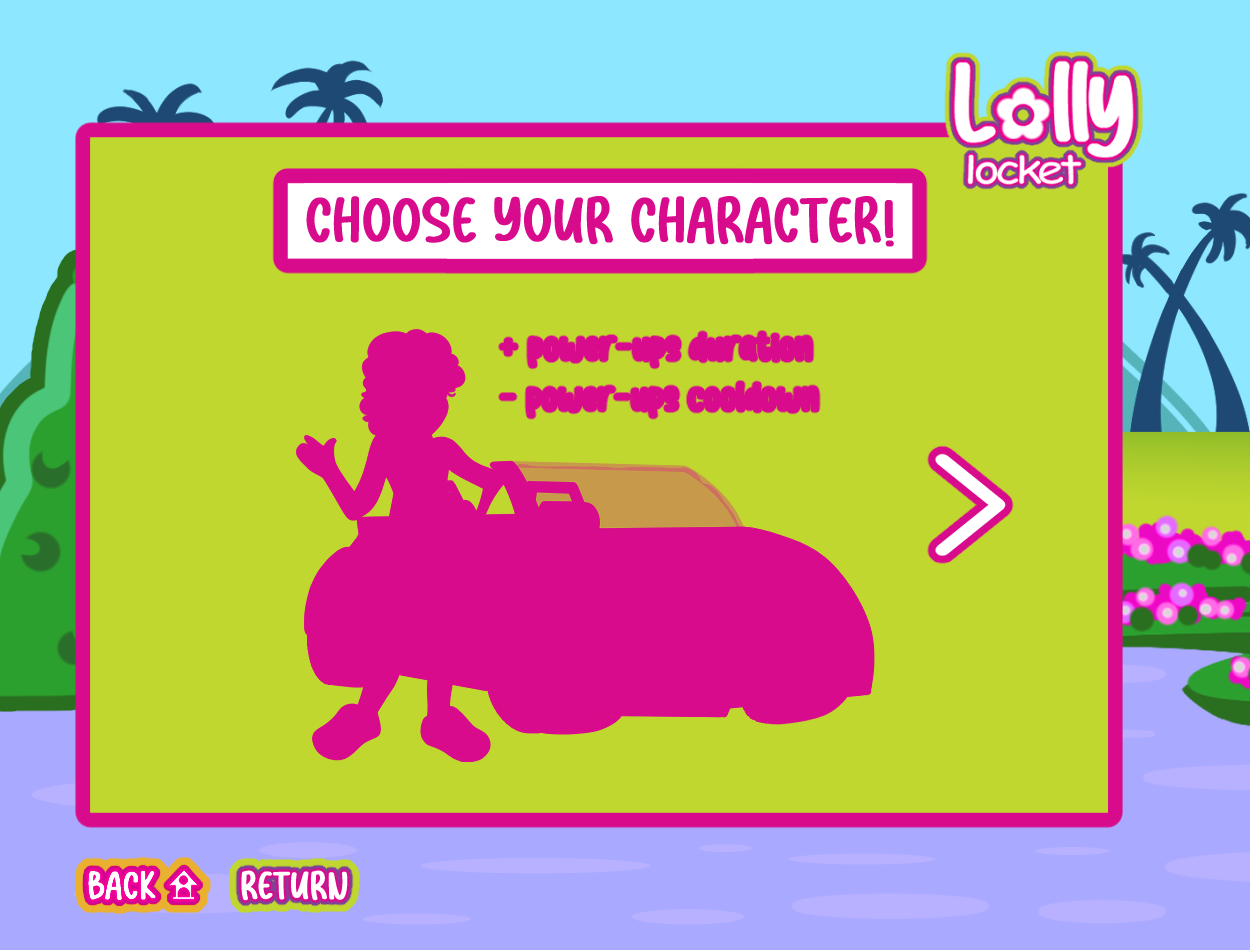 Lolly
locket
CHOOSE YOUR CHARACTER!
+ power-ups duration
- power-ups cooldown
BACK
RETURN